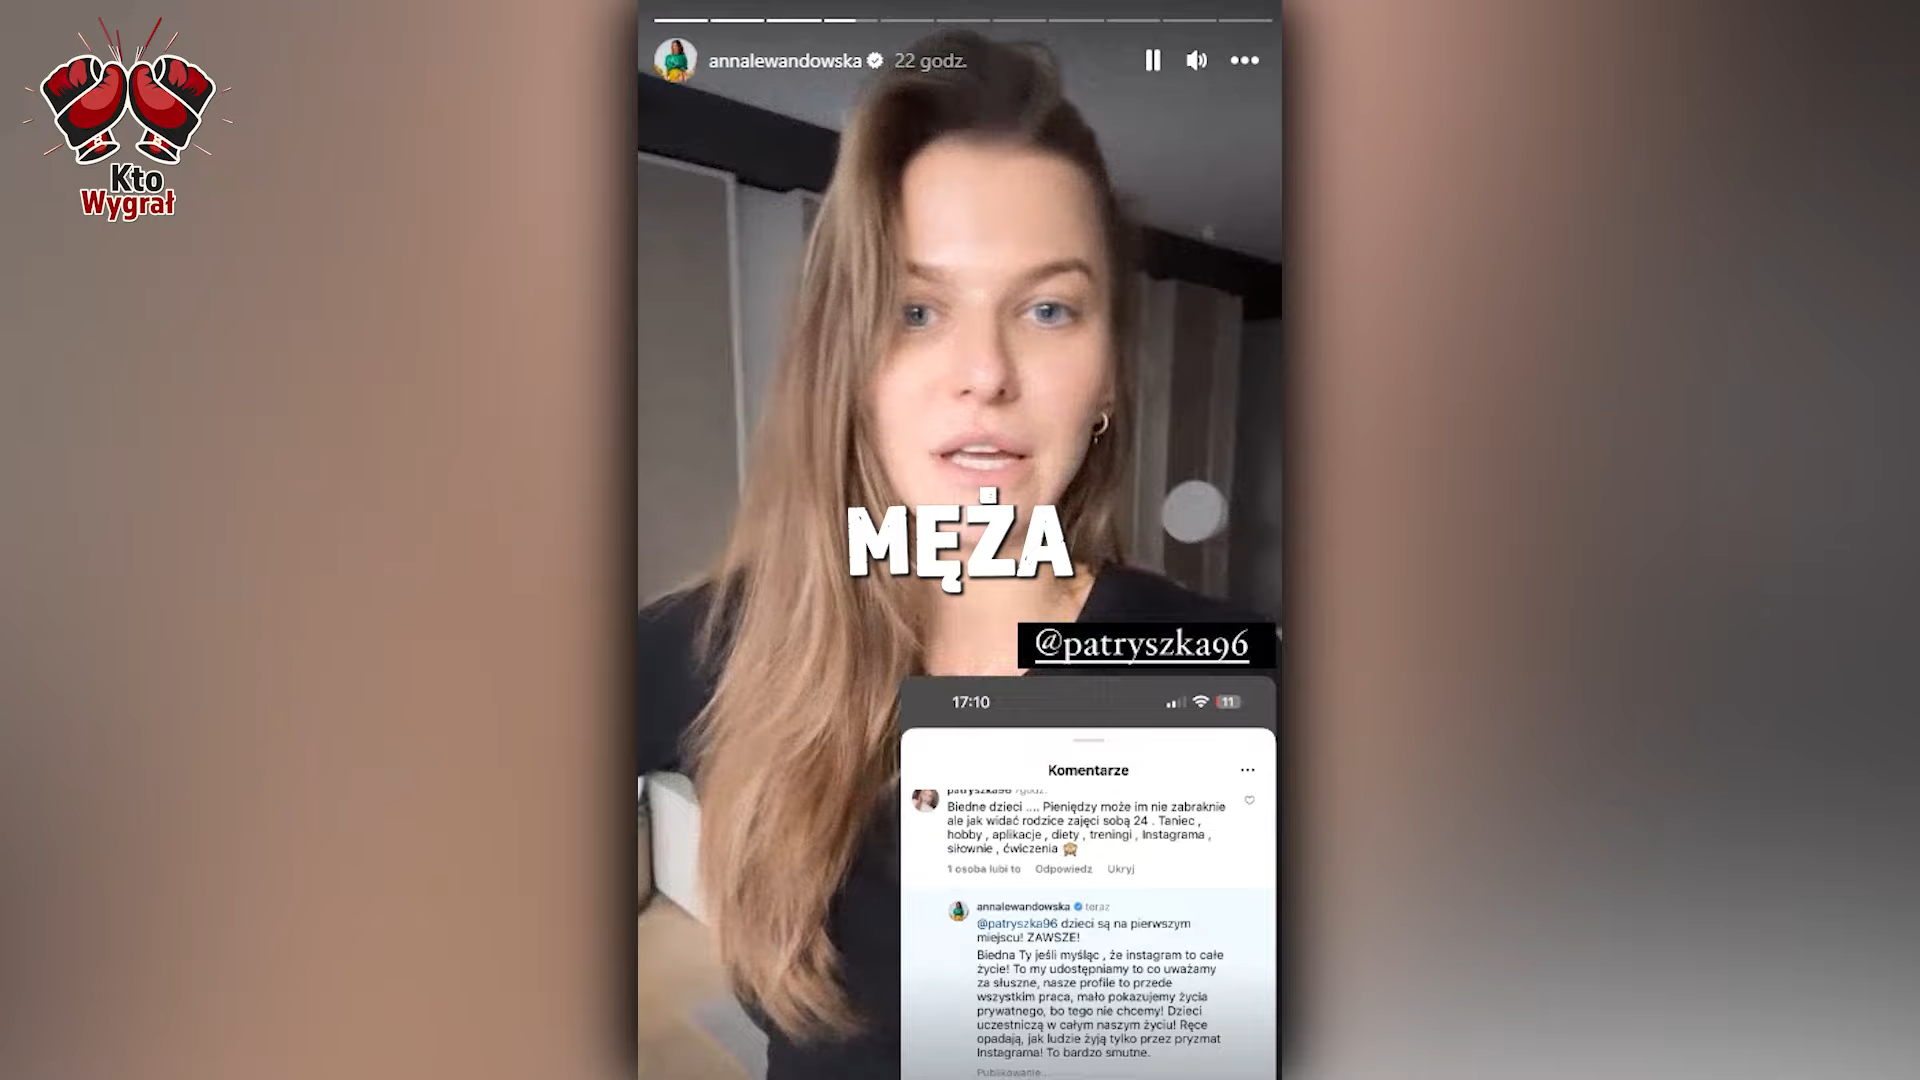 Kto
Wygrał
annalewandowska 22 godz.
MĘŻA
@patryszka96
17:10
11
Komentarze
patryszka96 7godz.
Biedne dzieci .... Pieniędzy może im nie zabraknie
ale jak widać rodzice zajęci sobą 24 . Taniec ,
hobby , aplikacje , diety , treningi , Instagrama ,
siłownie , ćwiczenia 🙈
1 osoba lubi to Odpowiedz Ukryj
annalewandowska teraz
@patryszka96 dzieci są na pierwszym
miejscu! ZAWSZE!
Biedna Ty jeśli myśląc , że instagram to całe
życie! To my udostępniamy to co uważamy
za słuszne, nasze profile to przede
wszystkim praca, mało pokazujemy życia
prywatnego, bo tego nie chcemy! Dzieci
uczestniczą w całym naszym życiu! Ręce
opadają, jak ludzie żyją tylko przez pryzmat
Instagrama! To bardzo smutne.
Publikowanie...